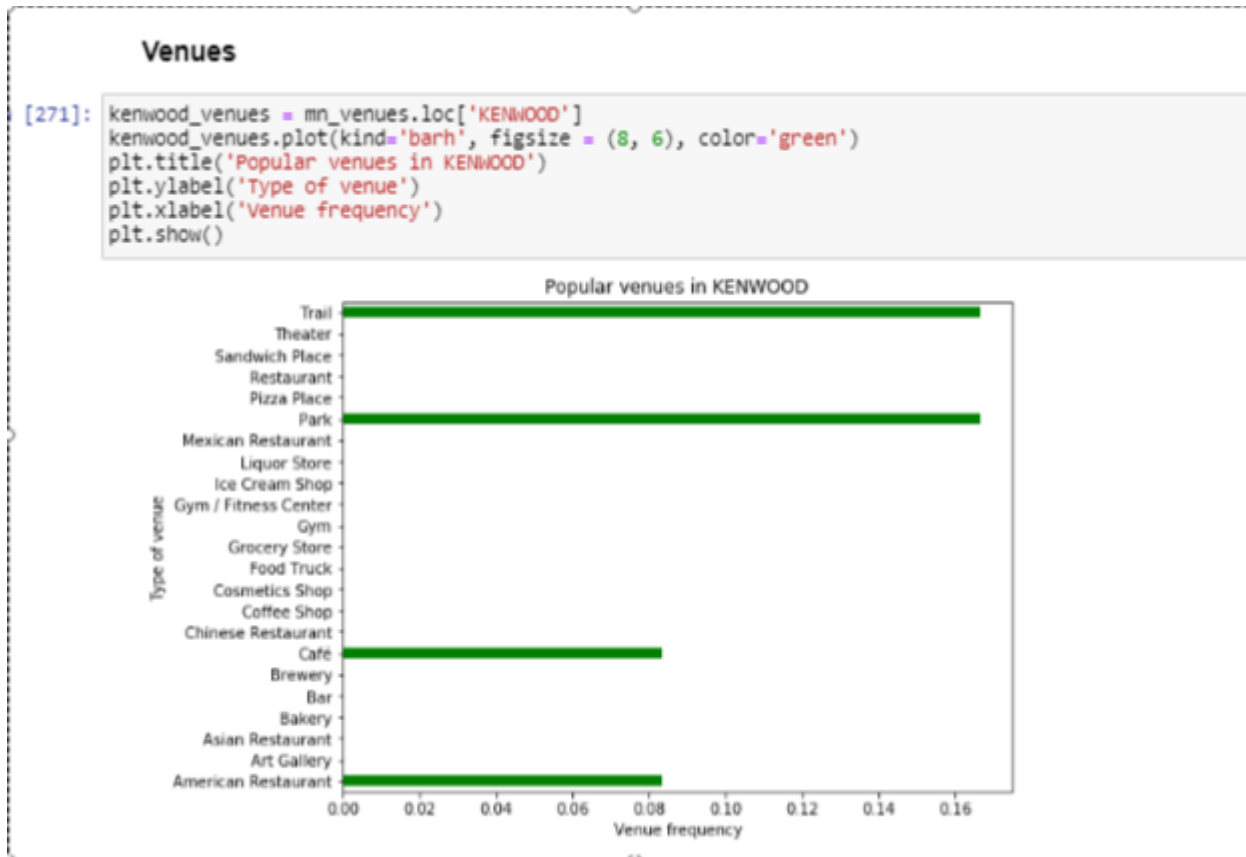 Venues
[271]: kenwood_venues = mn_venues.loc['KENWOOD']
kenwood_venues.plot(kind='barh', figsize = (8, 6), color='green')
plt.title('Popular venues in KENWOOD')
plt.ylabel('Type of venue')
plt.xlabel('Venue frequency')
plt.show()
Popular venues in KENWOOD
Type of venue
Trail
Theater
Sandwich Place
Restaurant
Pizza Place
Park
Mexican Restaurant
Liquor Store
Ice Cream Shop
Gym / Fitness Center
Gym
Grocery Store
Food Truck
Cosmetics Shop
Coffee Shop
Chinese Restaurant
Café
Brewery
Bar
Bakery
Asian Restaurant
Art Gallery
American Restaurant
0.00 0.02 0.04 0.06 0.08 0.10 0.12 0.14 0.16
Venue frequency